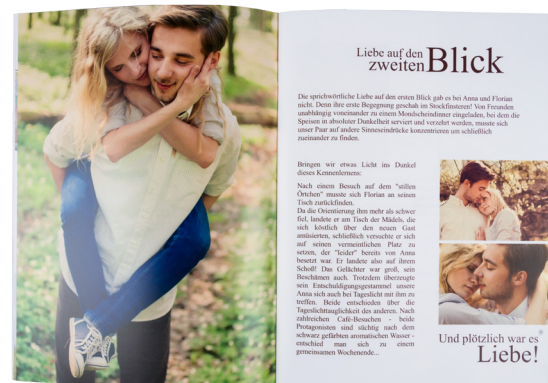 Liebe auf den
zweiten Blick
Die sprichwörtliche Liebe auf den ersten Blick gab es bei Anna und Florian
nicht. Denn ihre erste Begegnung geschah im Stockfinsteren! Von Freunden
unabhängig voneinander zu einem Mondscheindinner eingeladen, bei dem die
Speisen in absoluter Dunkelheit serviert und verzehrt werden, musste sich
unser Paar auf andere Sinneseindrücke konzentrieren um schließlich
zueinander zu finden.
Bringen wir etwas Licht ins Dunkel
dieses Kennenlernens:
Nach einem Besuch auf dem "stillen
Örtchen" musste sich Florian an seinen
Tisch zurückfinden.
Da die Orientierung ihm mehr als schwer
fiel, landete er am Tisch der Mädels, die
sich köstlich über den neuen Gast
amüsierten, schließlich versuchte er sich
auf seinen vermeintlichen Platz zu
setzen, der "leider" bereits von Anna
besetzt war. Er landete also auf ihrem
Schoß! Das Gelächter war groß, sein
Beschämen auch. Trotzdem überzeugte
sein Entschuldigungsgestammel unsere
Anna sich auch bei Tageslicht mit ihm zu
treffen. Beide entschieden über die
Tageslichttauglichkeit des anderen. Nach
zahlreichen Café-Besuchen - beide
Protagonisten sind süchtig nach dem
schwarz gefärbten aromatischen Wasser -
entschied man sich zu einem
gemeinsamen Wochenende...
Und plötzlich war es
Liebe!